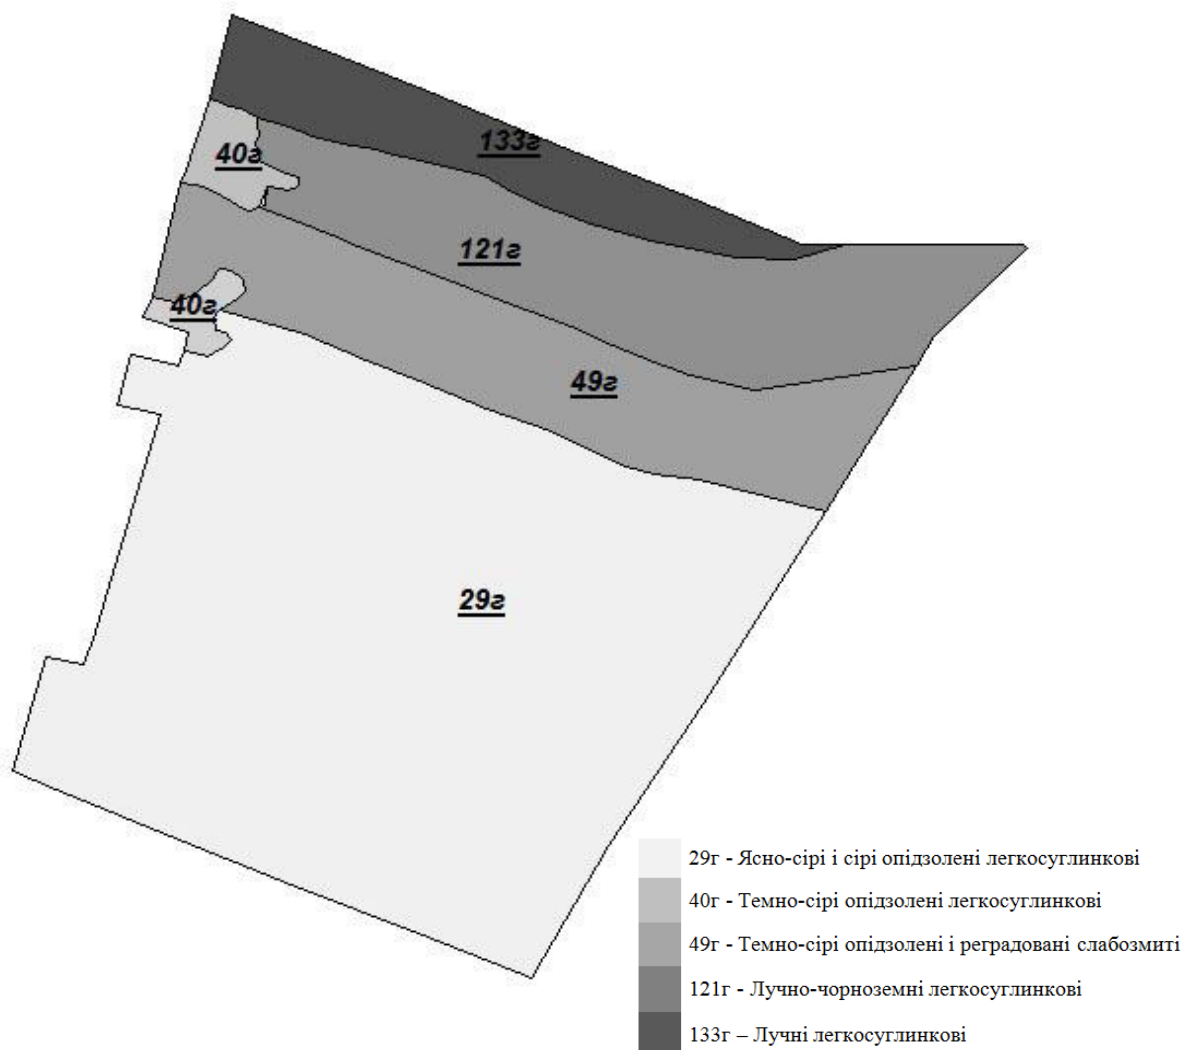 133г
40г
121г
40г
49г
29г
29г - Ясно-сірі і сірі опідзолені легкосуглинкові
40г - Темно-сірі опідзолені легкосуглинкові
49г - Темно-сірі опідзолені і реградовані слабозмиті
121г - Лучно-чорноземні легкосуглинкові
133г – Лучні легкосуглинкові